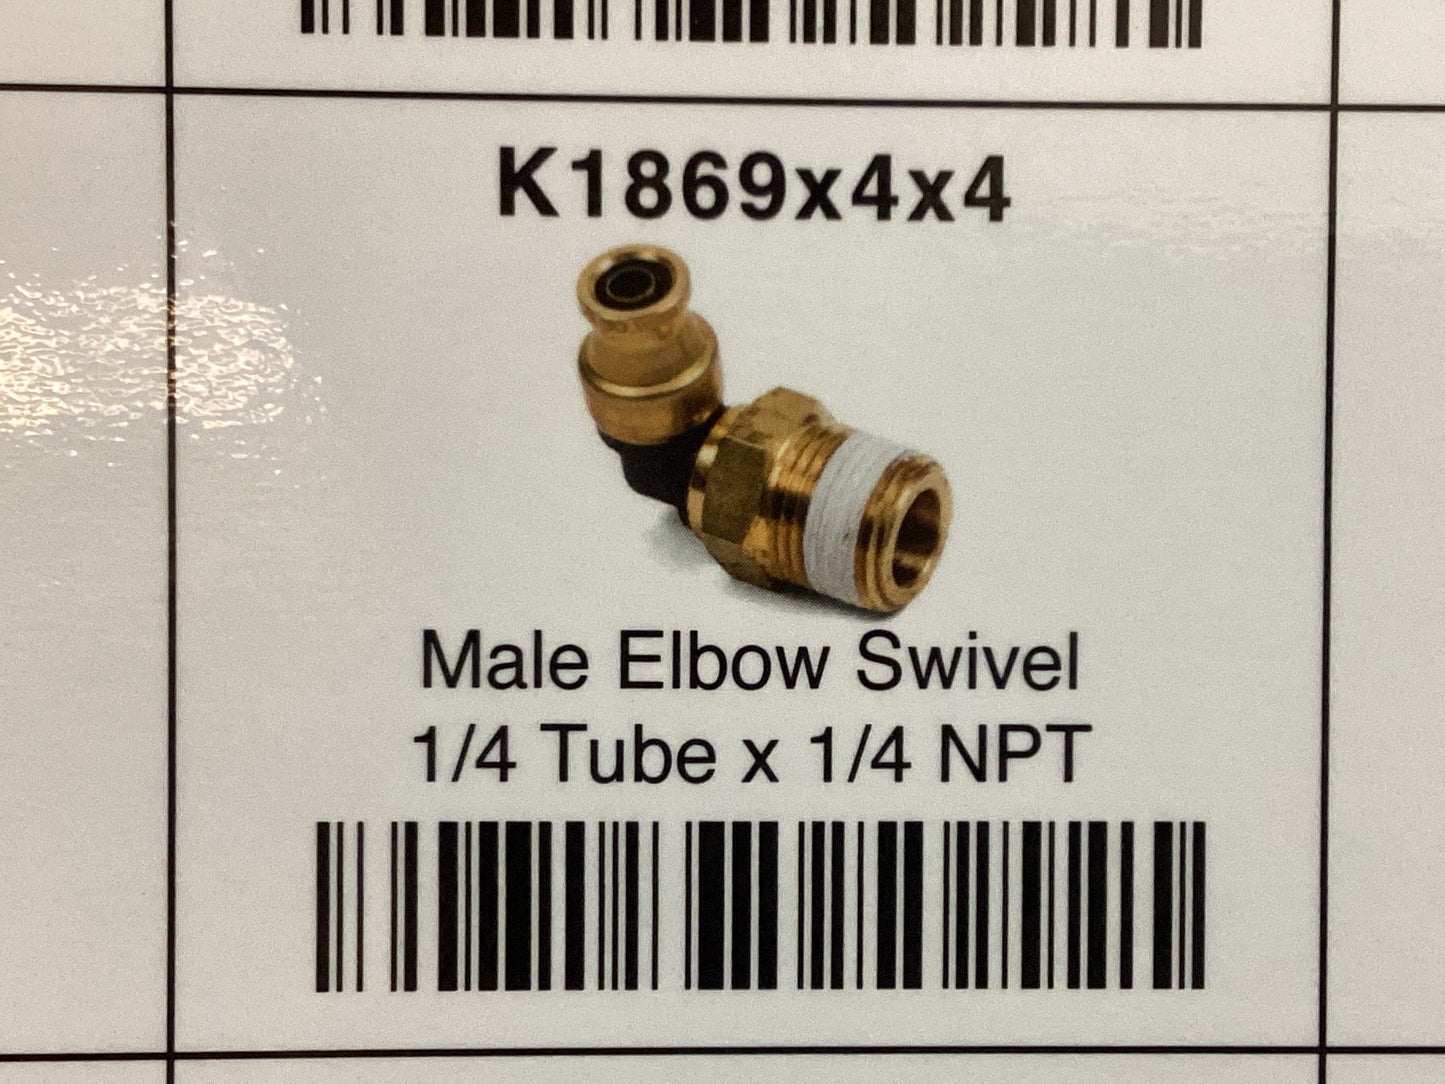 K1869x4x4
Male Elbow Swivel
1/4 Tube x 1/4 NPT